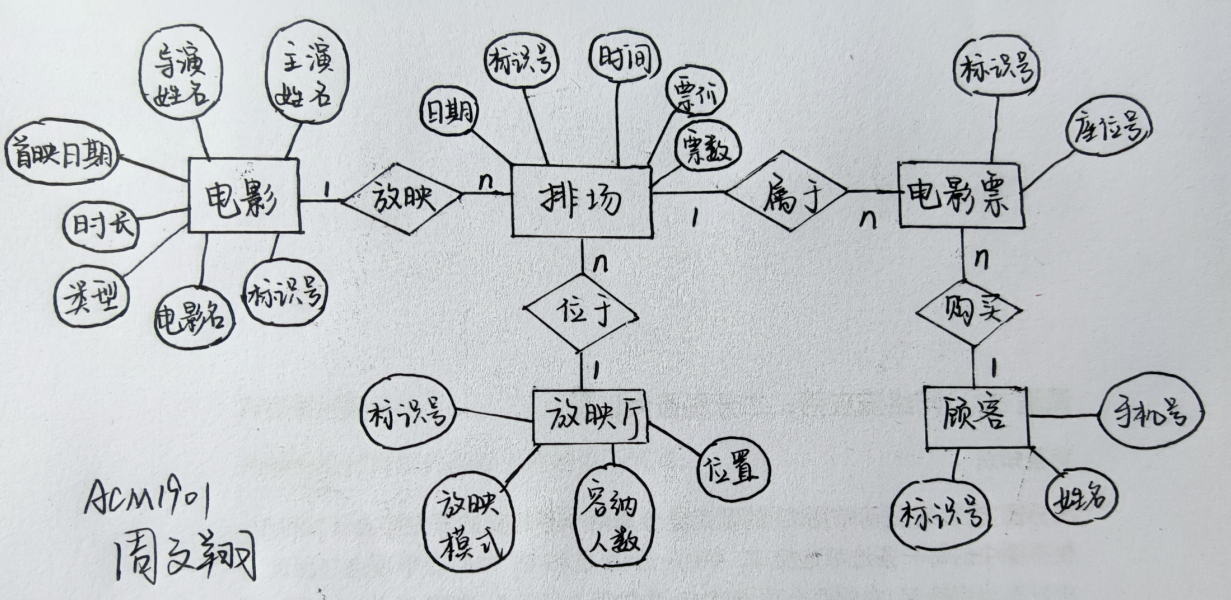 导演
姓名
主演
姓名
首映日期
时长
类型
电影名
标识号
电影
1
放映
n
日期
标识号
时间
票价
票数
排场
1
属于
n
标识号
座位号
电影票
n
位于
1
n
购买
1
标识号
放映厅
位置
放映
模式
容纳
人数
顾客
手机号
标识号
姓名
ACM1901
周文翔